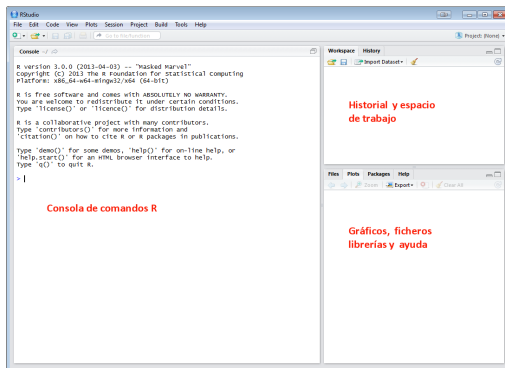 RStudio
File Edit Code View Plots Session Project Build Tools Help
Go to file/function
Project: (None)
Console ~/
R version 3.0.0 (2013-04-03) -- "Masked Marvel"
Copyright (C) 2013 The R Foundation for Statistical Computing
Platform: x86_64-w64-mingw32/x64 (64-bit)
R is free software and comes with ABSOLUTELY NO WARRANTY.
You are welcome to redistribute it under certain conditions.
Type 'license()' or 'licence()' for distribution details.
R is a collaborative project with many contributors.
Type 'contributors()' for more information and
'citation()' on how to cite R or R packages in publications.
Type 'demo()' for some demos, 'help()' for on-line help, or
'help.start()' for an HTML browser interface to help.
Type 'q()' to quit R.
>
Consola de comandos R
Workspace History
Import Dataset
Historial y espacio
de trabajo
Files Plots Packages Help
Zoom Export Clear All
Gráficos, ficheros
librerías y ayuda